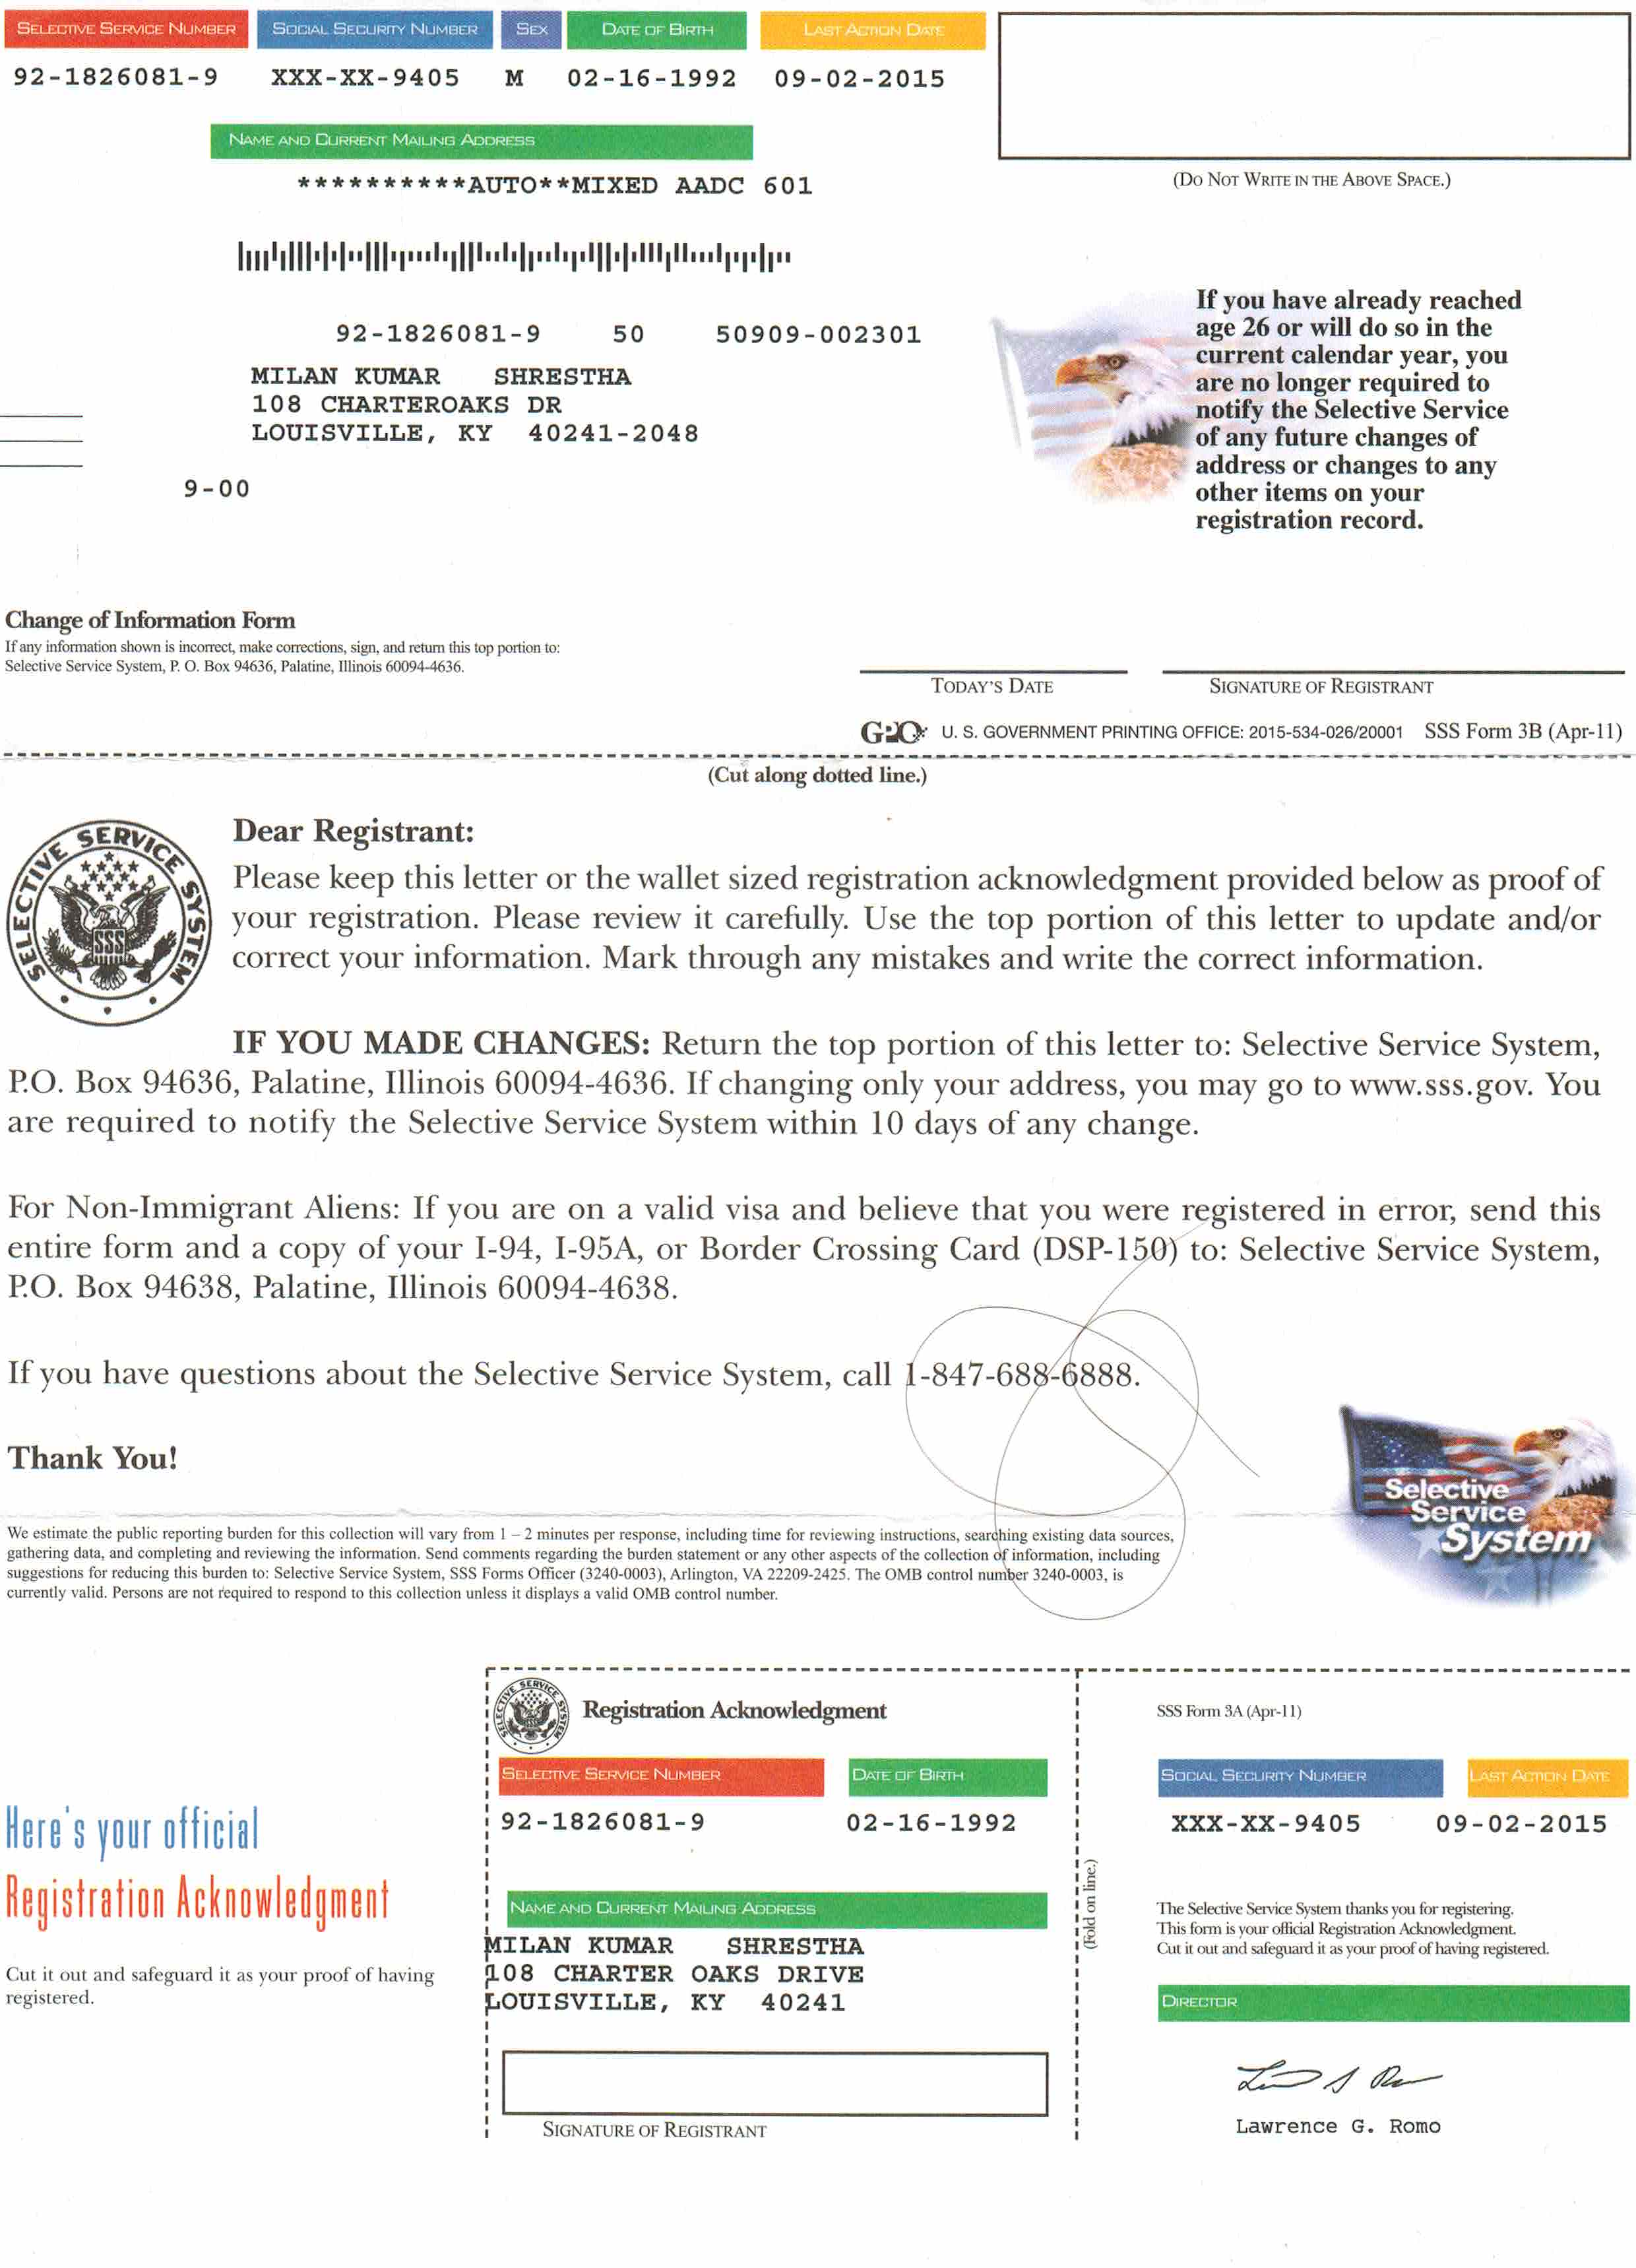 SELECTIVE SERVICE NUMBER SOCIAL SECURITY NUMBER SEX DATE OF BIRTH LAST ACTION DATE
92-1826081-9 XXX-XX-9405 M 02-16-1992 09-02-2015
NAME AND CURRENT MAILING ADDRESS
**********AUTO**MIXED AADC 601
(DO NOT WRITE IN THE ABOVE SPACE.)
92-1826081-9 50 50909-002301
MILAN KUMAR SHRESTHA
108 CHARTEROAKS DR
LOUISVILLE, KY 40241-2048
9-00
If you have already reached
age 26 or will do so in the
current calendar year, you
are no longer required to
notify the Selective Service
of any future changes of
address or changes to any
other items on your
registration record.
Change of Information Form
If any information shown is incorrect, make corrections, sign, and return this top portion to:
Selective Service System, P. O. Box 94636, Palatine, Illinois 60094-4636.
TODAY'S DATE SIGNATURE OF REGISTRANT
GPO U. S. GOVERNMENT PRINTING OFFICE: 2015-534-026/20001 SSS Form 3B (Apr-11)
(Cut along dotted line.)
SELECTIVE SERVICE SYSTEM
SSS
Dear Registrant:
Please keep this letter or the wallet sized registration acknowledgment provided below as proof of
your registration. Please review it carefully. Use the top portion of this letter to update and/or
correct your information. Mark through any mistakes and write the correct information.
IF YOU MADE CHANGES: Return the top portion of this letter to: Selective Service System,
P.O. Box 94636, Palatine, Illinois 60094-4636. If changing only your address, you may go to www.sss.gov. You
are required to notify the Selective Service System within 10 days of any change.
For Non-Immigrant Aliens: If you are on a valid visa and believe that you were registered in error, send this
entire form and a copy of your I-94, I-95A, or Border Crossing Card (DSP-150) to: Selective Service System,
P.O. Box 94638, Palatine, Illinois 60094-4638.
If you have questions about the Selective Service System, call 1-847-688-6888.
Thank You!
Selective
Service
System
We estimate the public reporting burden for this collection will vary from 1 – 2 minutes per response, including time for reviewing instructions, searching existing data sources,
gathering data, and completing and reviewing the information. Send comments regarding the burden statement or any other aspects of the collection of information, including
suggestions for reducing this burden to: Selective Service System, SSS Forms Officer (3240-0003), Arlington, VA 22209-2425. The OMB control number 3240-0003, is
currently valid. Persons are not required to respond to this collection unless it displays a valid OMB control number.
Here's your official
Registration Acknowledgment
Cut it out and safeguard it as your proof of having
registered.
SELECTIVE SERVICE SYSTEM
Registration Acknowledgment
SELECTIVE SERVICE NUMBER DATE OF BIRTH
92-1826081-9 02-16-1992
NAME AND CURRENT MAILING ADDRESS
MILAN KUMAR SHRESTHA
108 CHARTER OAKS DRIVE
LOUISVILLE, KY 40241
SIGNATURE OF REGISTRANT
(Fold on line.)
SSS Form 3A (Apr-11)
SOCIAL SECURITY NUMBER LAST ACTION DATE
XXX-XX-9405 09-02-2015
The Selective Service System thanks you for registering.
This form is your official Registration Acknowledgment.
Cut it out and safeguard it as your proof of having registered.
DIRECTOR
Lawrence G. Romo